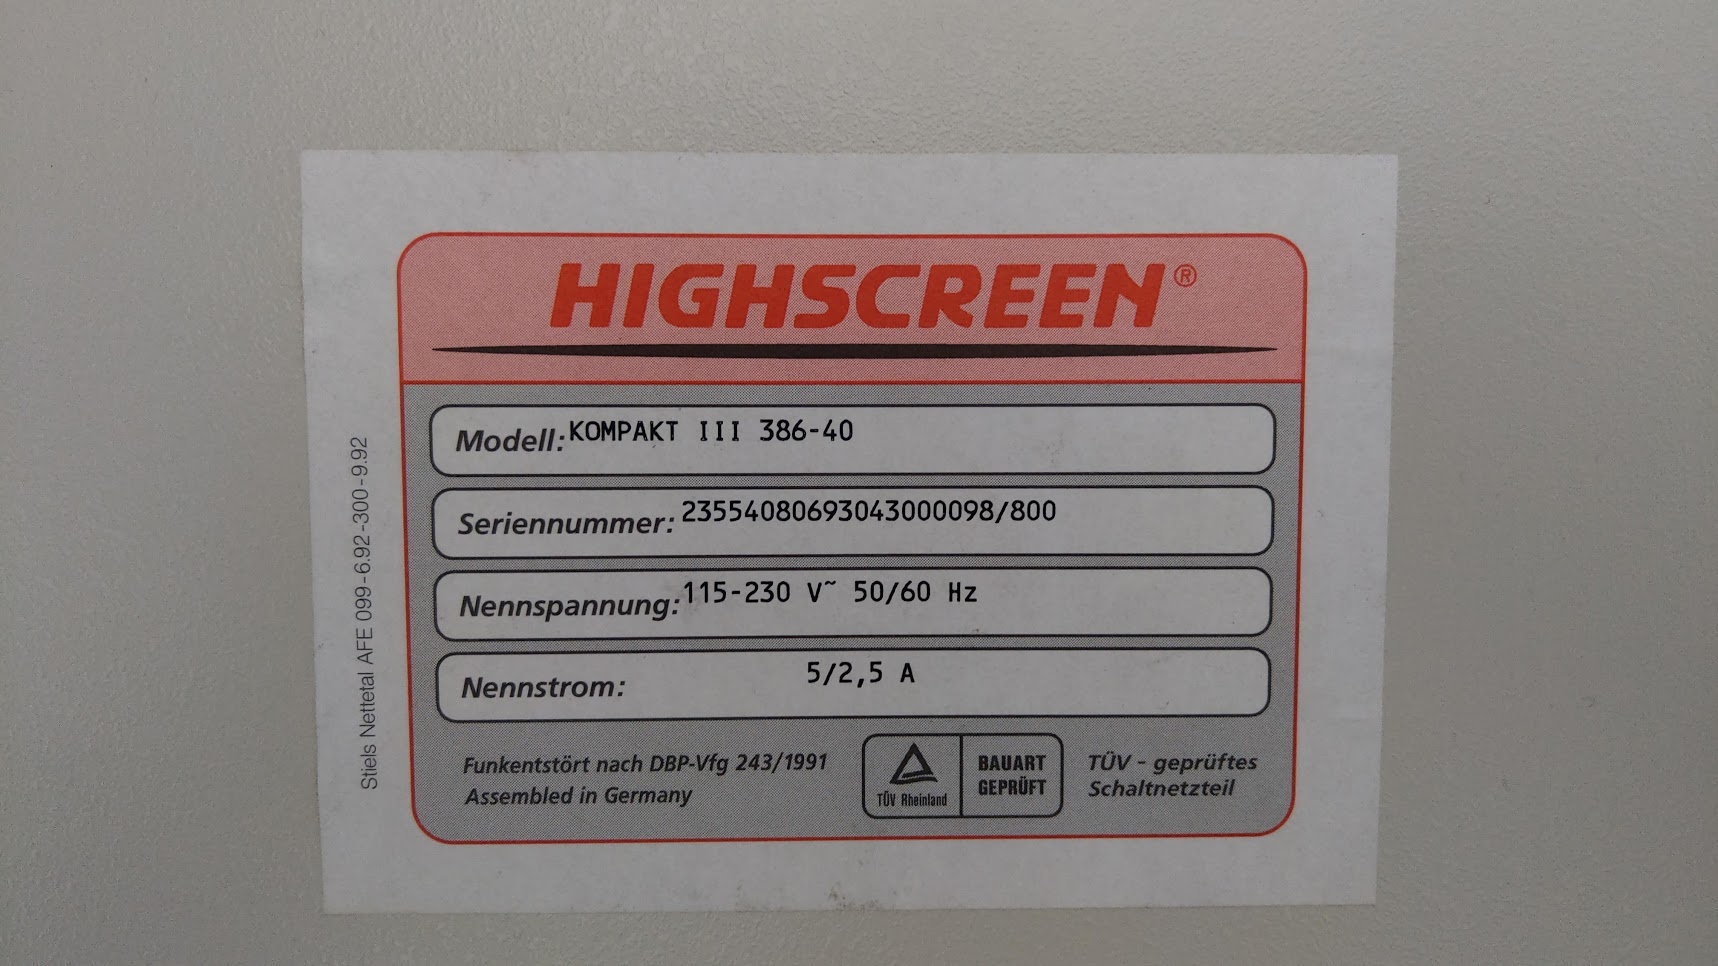 HIGHSCREEN®
Modell: KOMPAKT III 386-40
Seriennummer: 23554080693043000098/800
Nennspannung: 115-230 V~ 50/60 Hz
Nennstrom: 5/2,5 A
Funkentstört nach DBP-Vfg 243/1991
Assembled in Germany
TÜV Rheinland
BAUART
GEPRÜFT
TÜV - geprüftes
Schaltnetzteil
Stiels Nettetal AFE 099-6.92-300-9.92